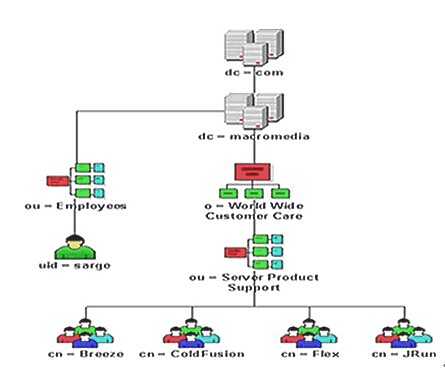 dc = com
dc = macromedia
ou = Employees
o = World Wide
Customer Care
uid = sargo
ou = Server Product
Support
cn = Breeze
cn = ColdFusion
cn = Flex
cn = JRun